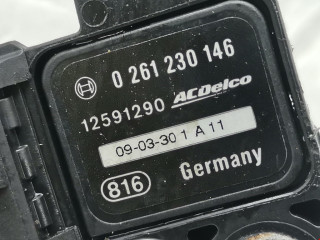 0 261 230 146
12591290 ACDelco
09-03-30 1 A 11
816 Germany